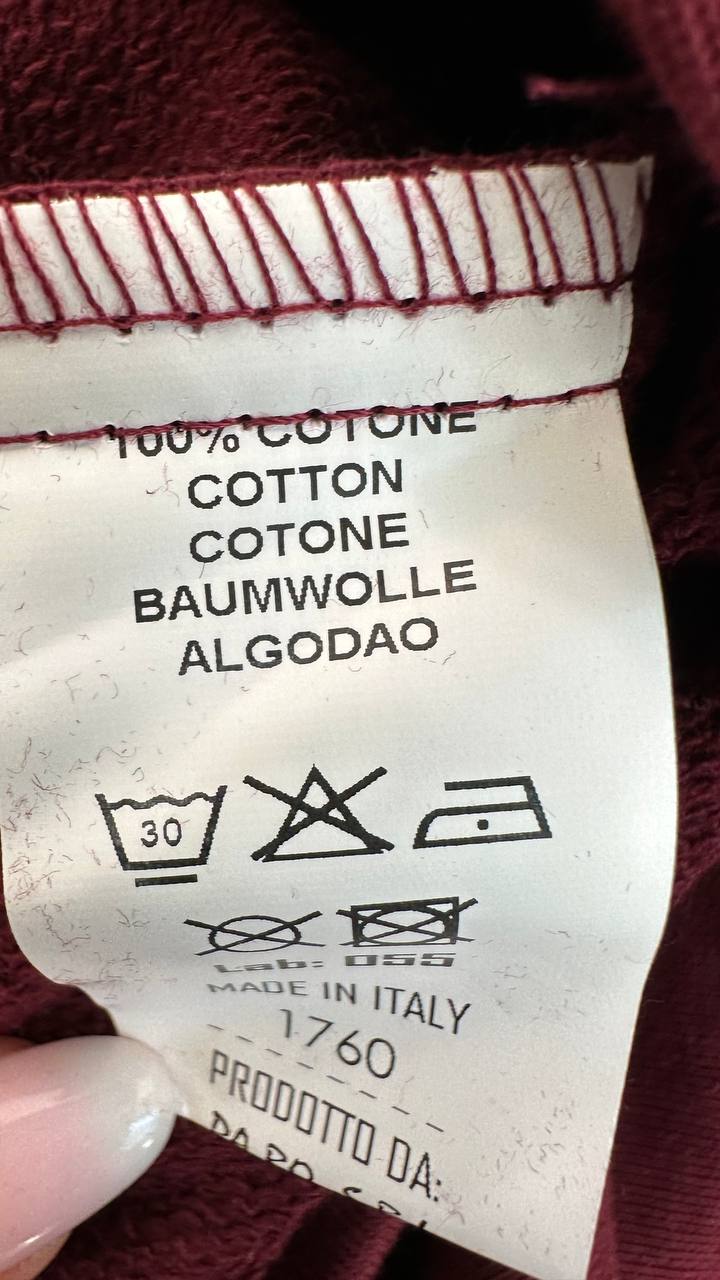 100% COTONE
COTTON
COTONE
BAUMWOLLE
ALGODAO
30
Lab: 055
MADE IN ITALY
1760
PRODOTTO DA: